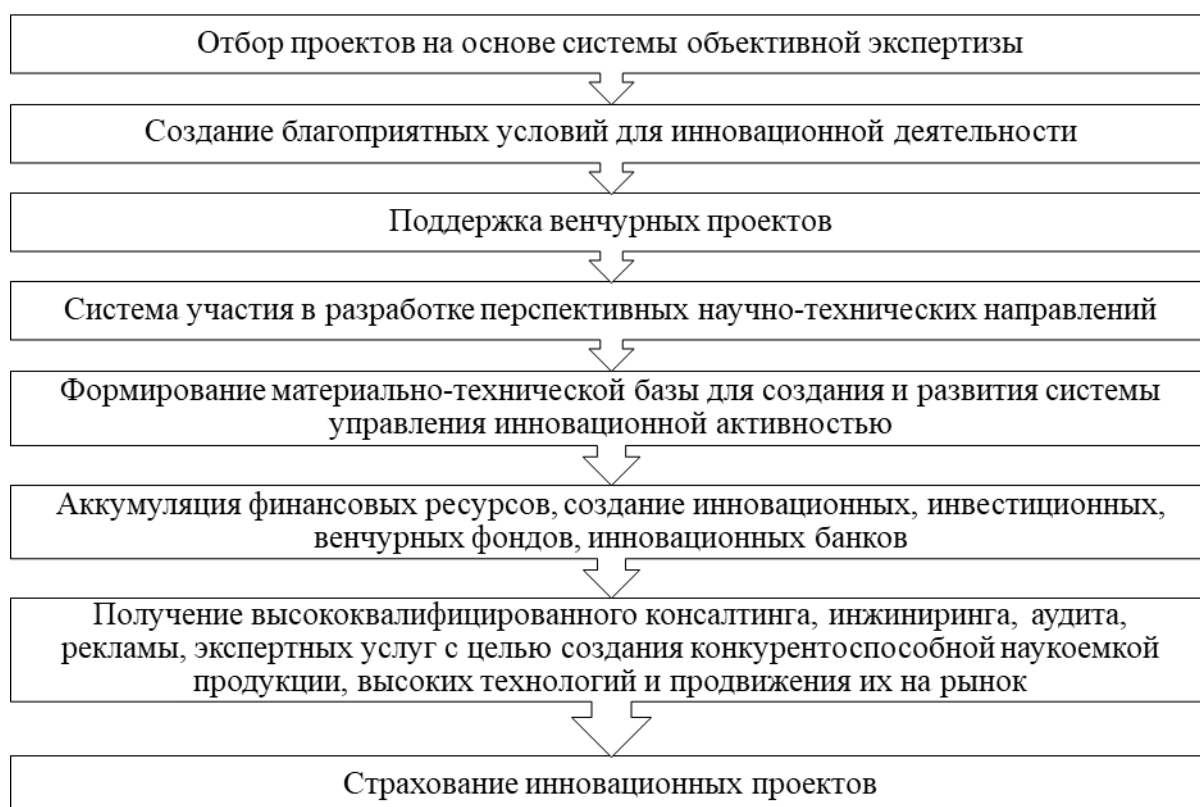 Отбор проектов на основе системы объективной экспертизы
Создание благоприятных условий для инновационной деятельности
Поддержка венчурных проектов
Система участия в разработке перспективных научно-технических направлений
Формирование материально-технической базы для создания и развития системы
управления инновационной активностью
Аккумуляция финансовых ресурсов, создание инновационных, инвестиционных,
венчурных фондов, инновационных банков
Получение высококвалифицированного консалтинга, инжиниринга, аудита,
рекламы, экспертных услуг с целью создания конкурентоспособной наукоемкой
продукции, высоких технологий и продвижения их на рынок
Страхование инновационных проектов